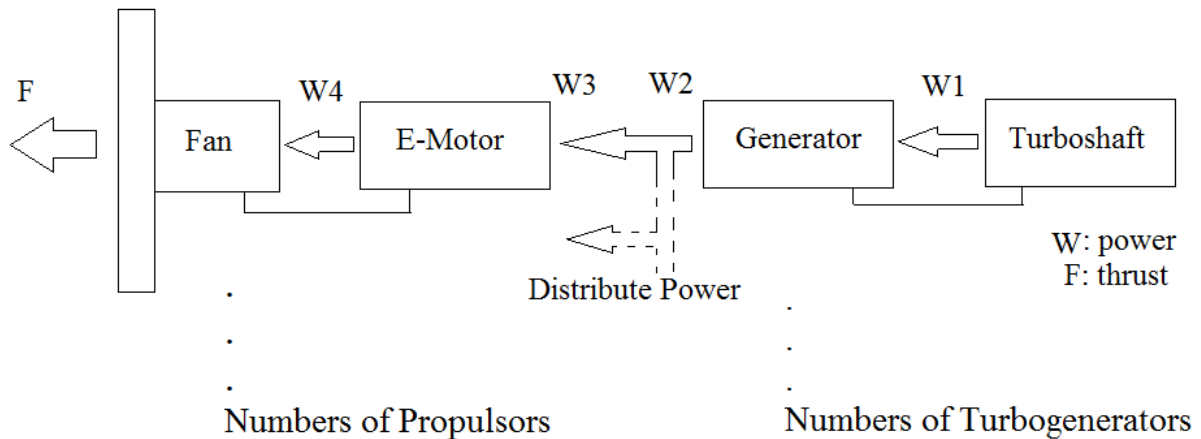 F
W4
W3
W2
W1
Fan
E-Motor
Generator
Turboshaft
W: power
F: thrust
Distribute Power
Numbers of Propulsors
Numbers of Turbogenerators